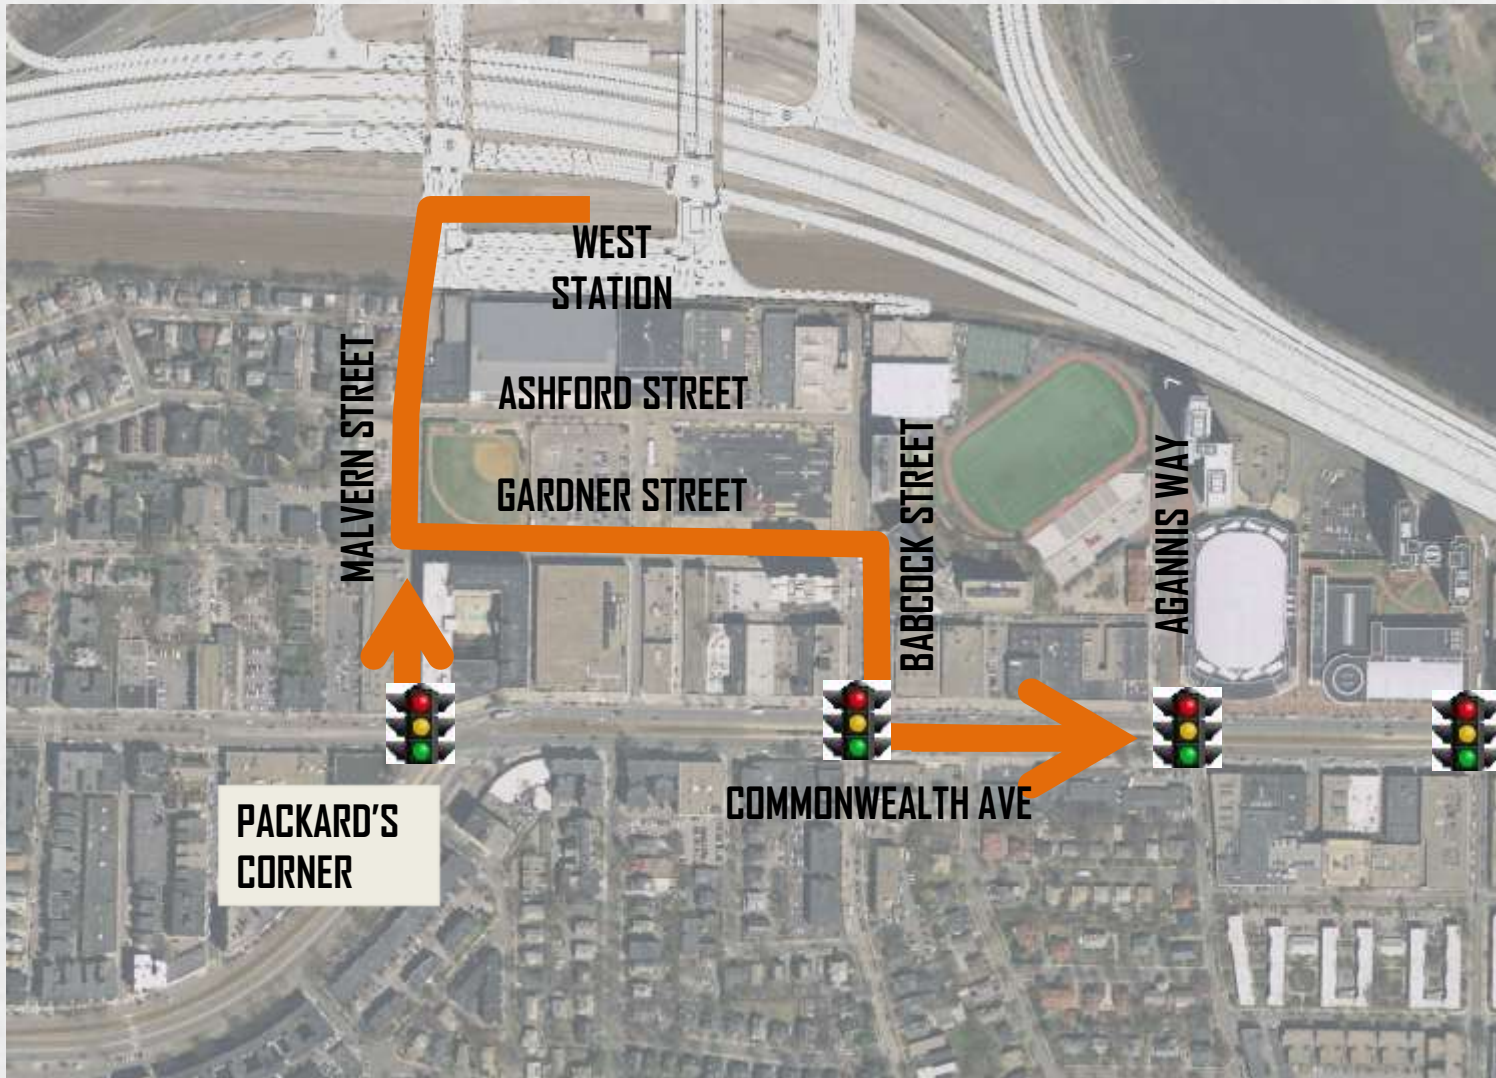 WEST
STATION
MALVERN STREET
ASHFORD STREET
GARDNER STREET
BABCOCK STREET
AGANNIS WAY
COMMONWEALTH AVE
PACKARD'S
CORNER